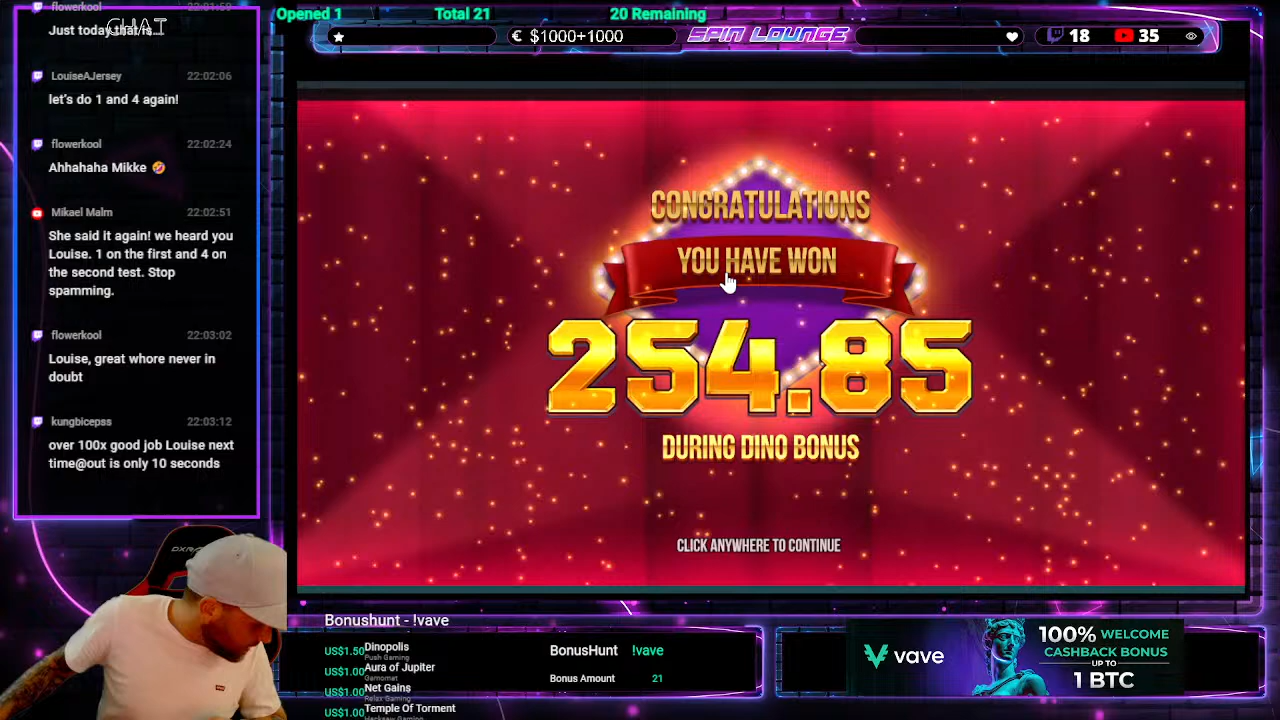 Opened 1
Total 21
20 Remaining
€ $1000+1000
SPIN LOUNGE
18
35
CHAT
flowerkool 22:01:59
Just today that is...
LouiseAJersey 22:02:06
let's do 1 and 4 again!
flowerkool 22:02:24
Ahhahaha Mikke 🤣
Mikael Malm 22:02:51
She said it again! we heard you
Louise. 1 on the first and 4 on
the second test. Stop
spamming.
flowerkool 22:03:02
Louise, great whore never in
doubt
kungbicepss 22:03:12
over 100x good job Louise next
time@out is only 10 seconds
CONGRATULATIONS
YOU HAVE WON
254.85
DURING DINO BONUS
CLICK ANYWHERE TO CONTINUE
DXR
Bonushunt - !vave
US$1.50 Dinopolis
Push Gaming
US$1.00 Aura of Jupiter
Gamomat
US$1.00 Net Gains
Relax Gaming
US$1.00 Temple Of Torment
Hacksaw Gaming
BonusHunt !vave
Bonus Amount 21
vave
100% WELCOME
CASHBACK BONUS
UP TO
1 BTC